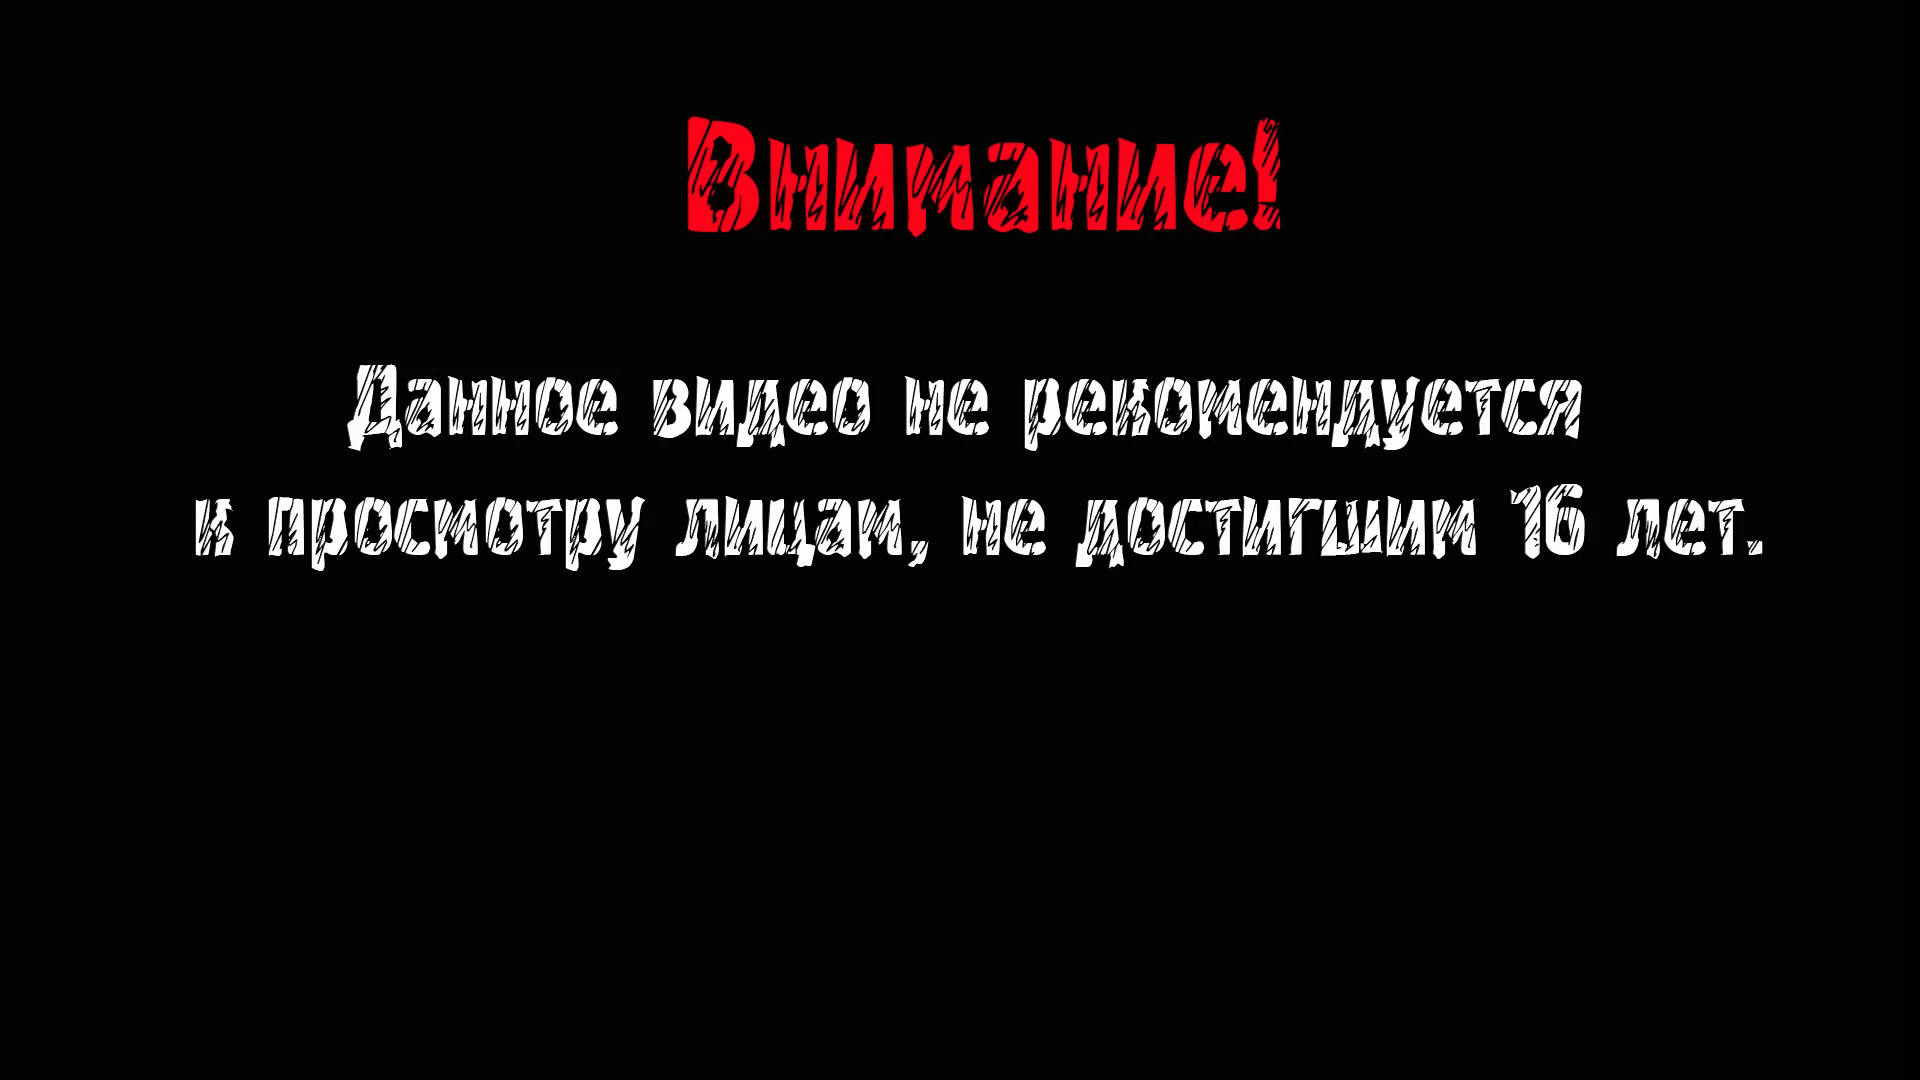 Внимание!
Данное видео не рекомендуется
к просмотру лицам, не достигшим 16 лет.